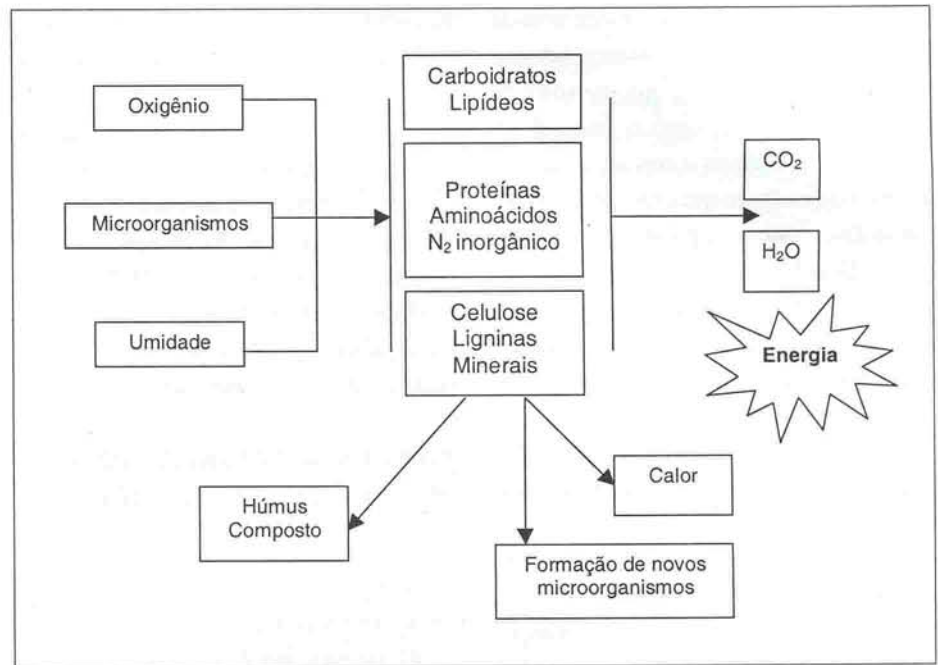 Oxigênio
Microorganismos
Umidade
Carboidratos
Lipídeos
Proteínas
Aminoácidos
N₂ inorgânico
Celulose
Ligninas
Minerais
CO₂
H₂O
Energia
Calor
Húmus
Composto
Formação de novos
microorganismos